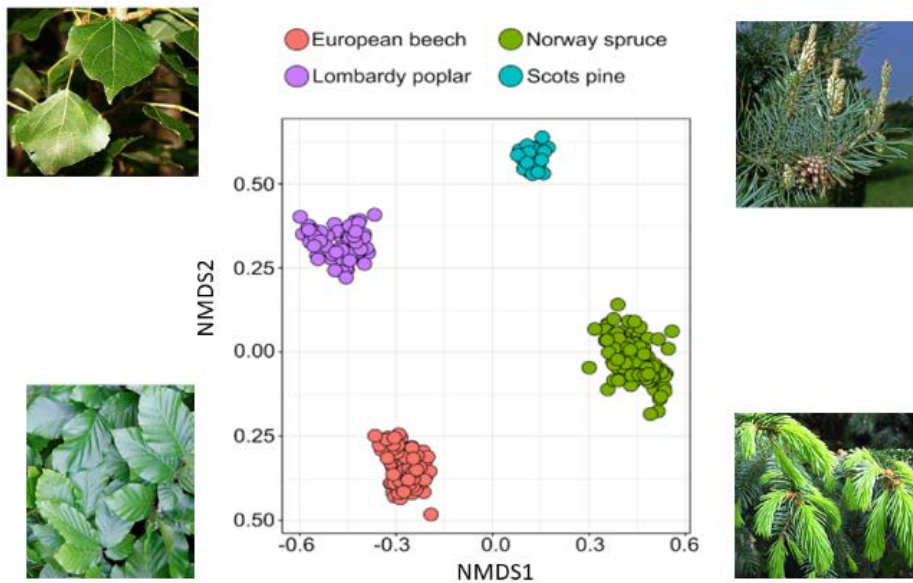 European beech
Norway spruce
Lombardy poplar
Scots pine
0.50
0.25
0.00
0.25
0.50
NMDS2
-0.6
-0.3
0.0
0.3
0.6
NMDS1